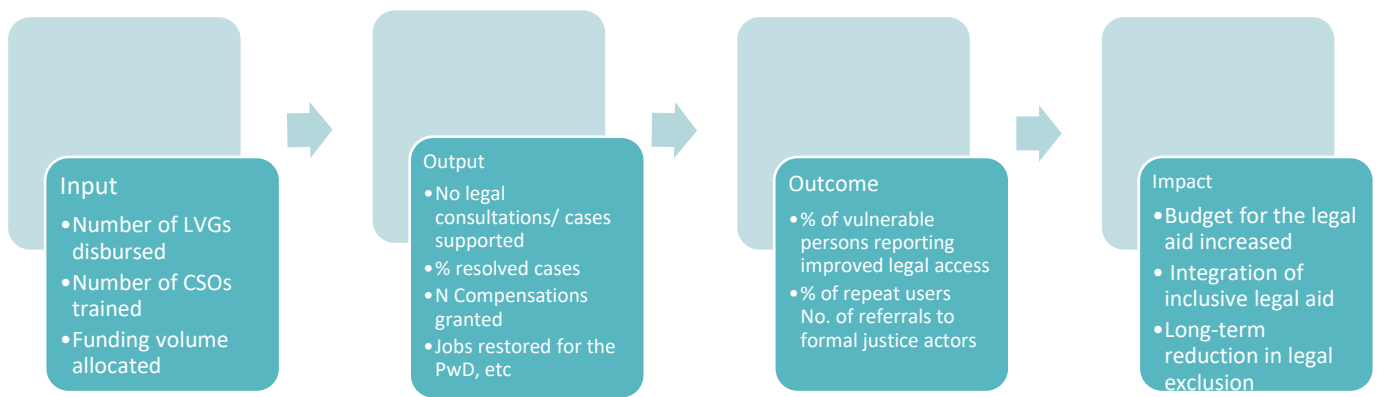 Input
•Number of LVGs
disbursed
•Number of CSOs
trained
•Funding volume
allocated
Output
•No legal
consultations/ cases
supported
•% resolved cases
•N Compensations
granted
•Jobs restored for the
PwD, etc
Outcome
•% of vulnerable
persons reporting
improved legal access
•% of repeat users
No. of referrals to
formal justice actors
Impact
•Budget for the legal
aid increased
• Integration of
inclusive legal aid
•Long-term
reduction in legal
exclusion